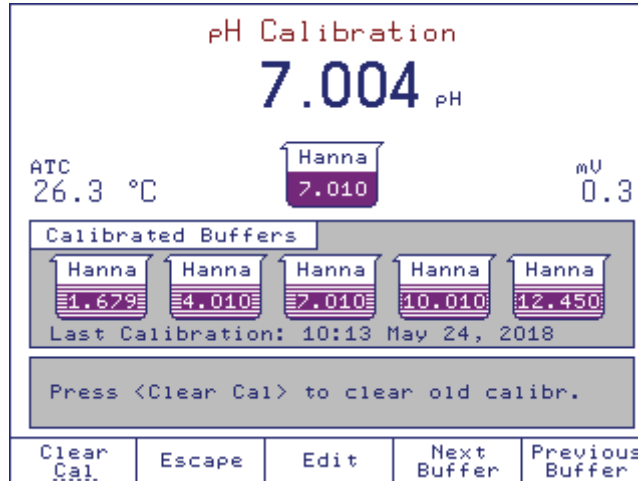 pH Calibration
7.004 pH
Hanna
7.010
ATC
26.3 °C
mV
0.3
Calibrated Buffers
Hanna Hanna Hanna Hanna Hanna
1.679 4.010 7.010 10.010 12.450
Last Calibration: 10:13 May 24, 2018
Press <Clear Cal> to clear old calibr.
Clear
Cal
Escape
Edit
Next
Buffer
Previous
Buffer